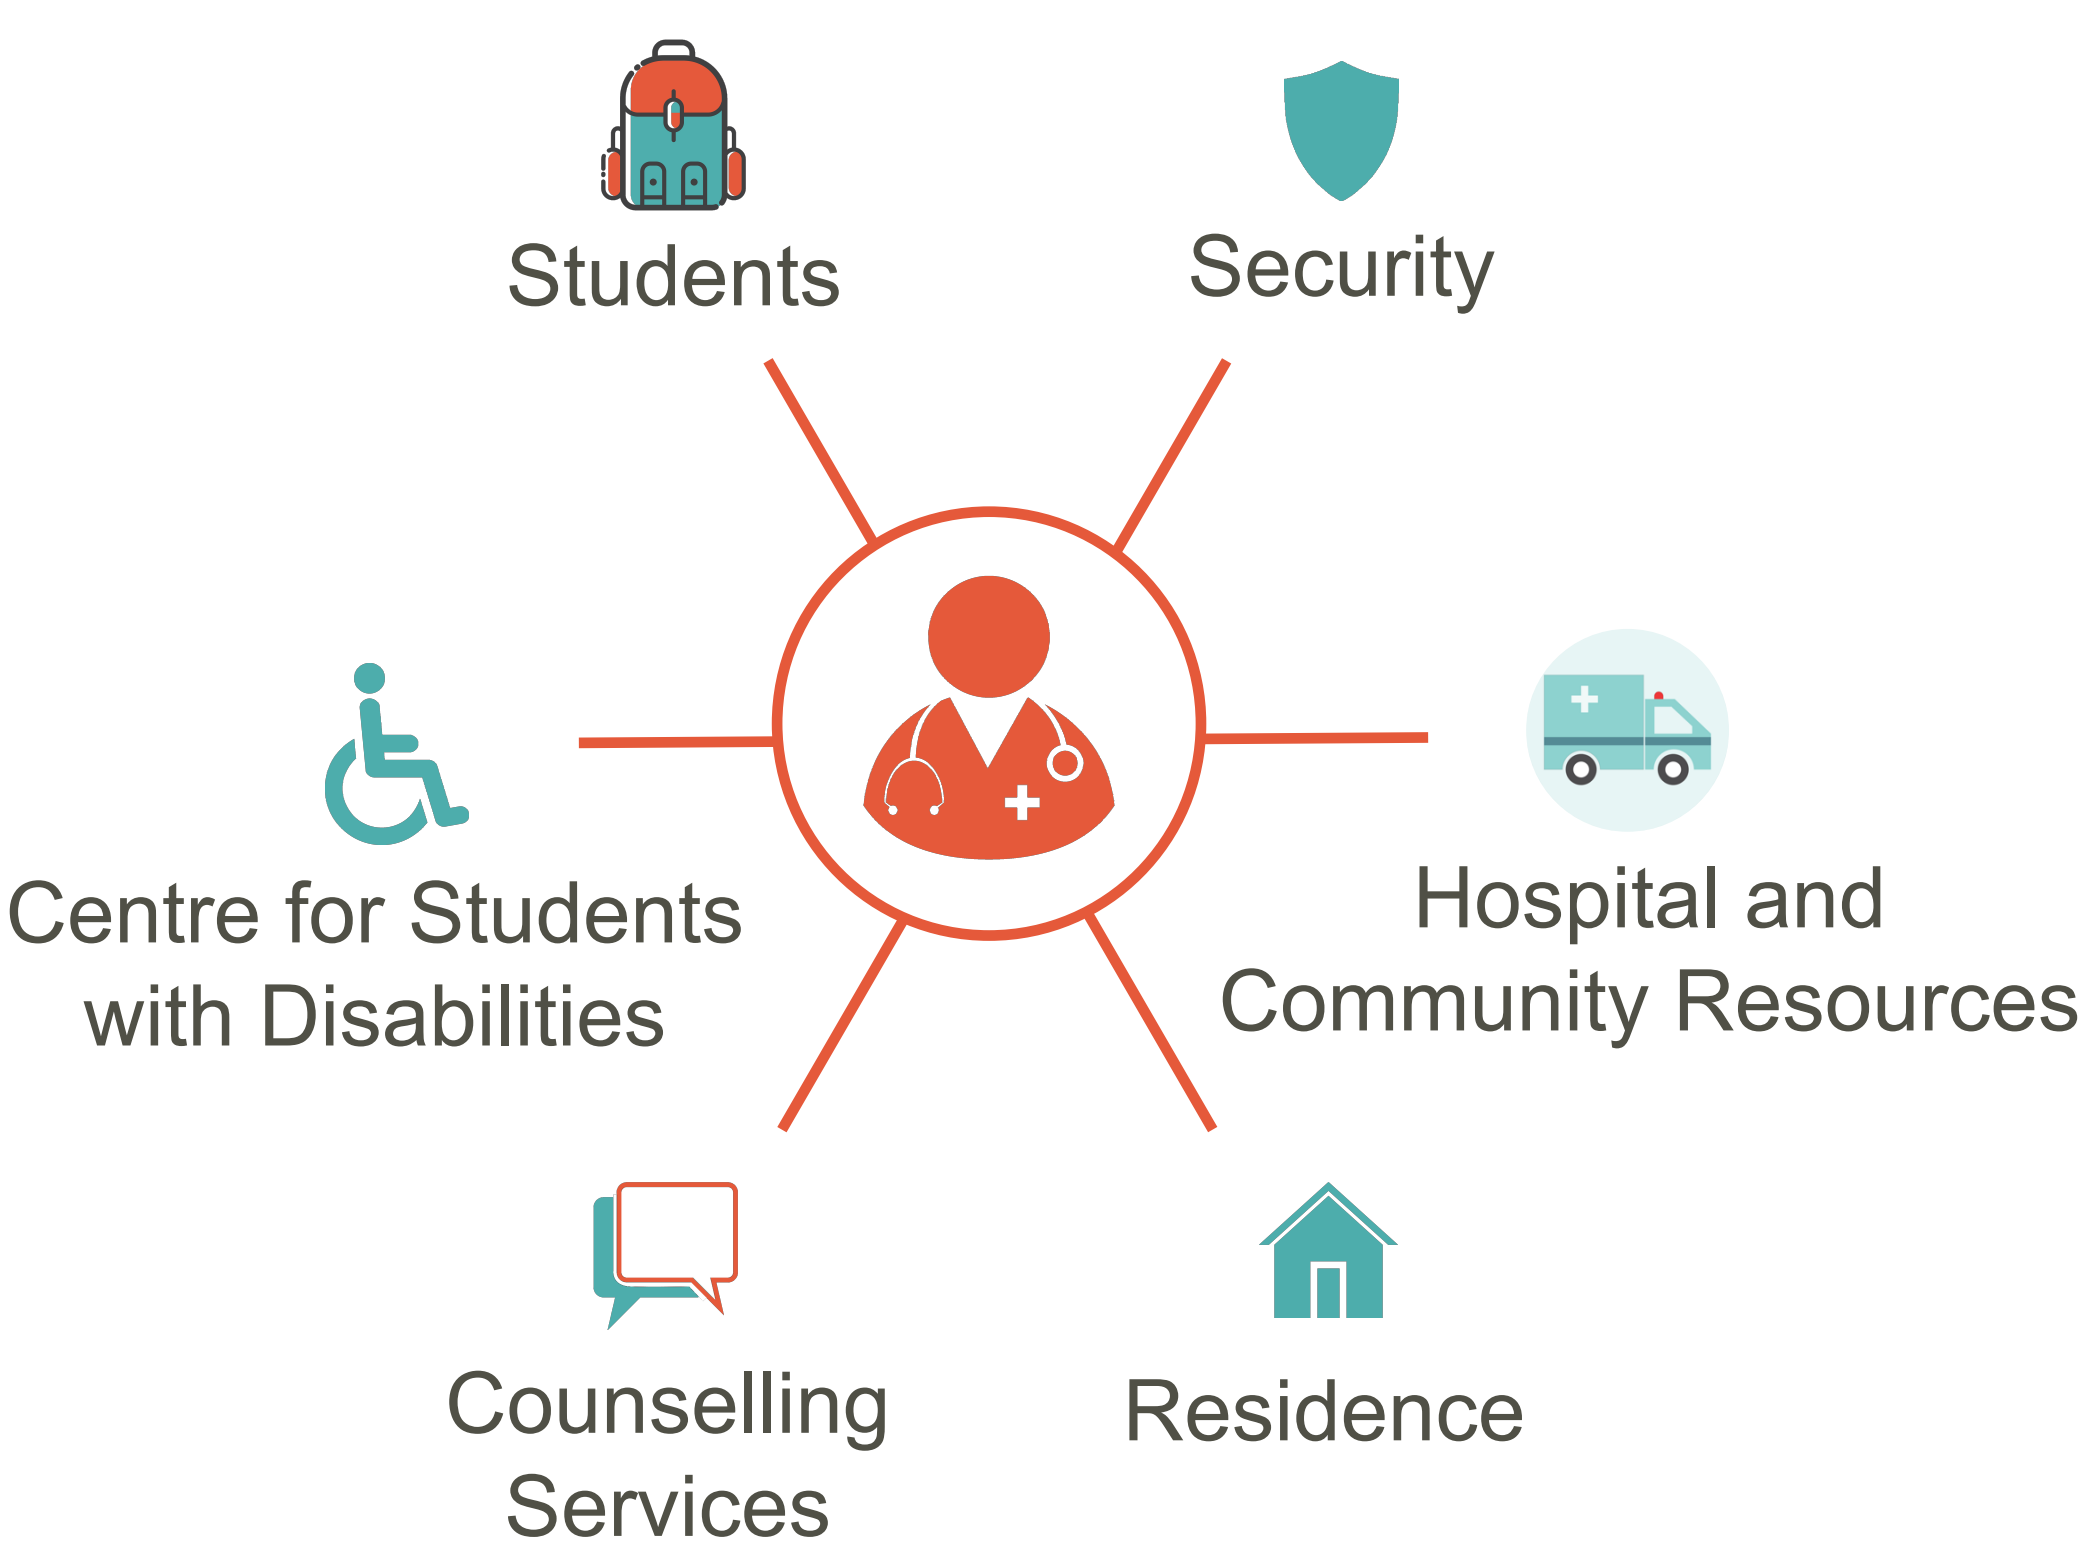 Students
Security
Centre for Students
with Disabilities
Hospital and
Community Resources
Counselling
Services
Residence